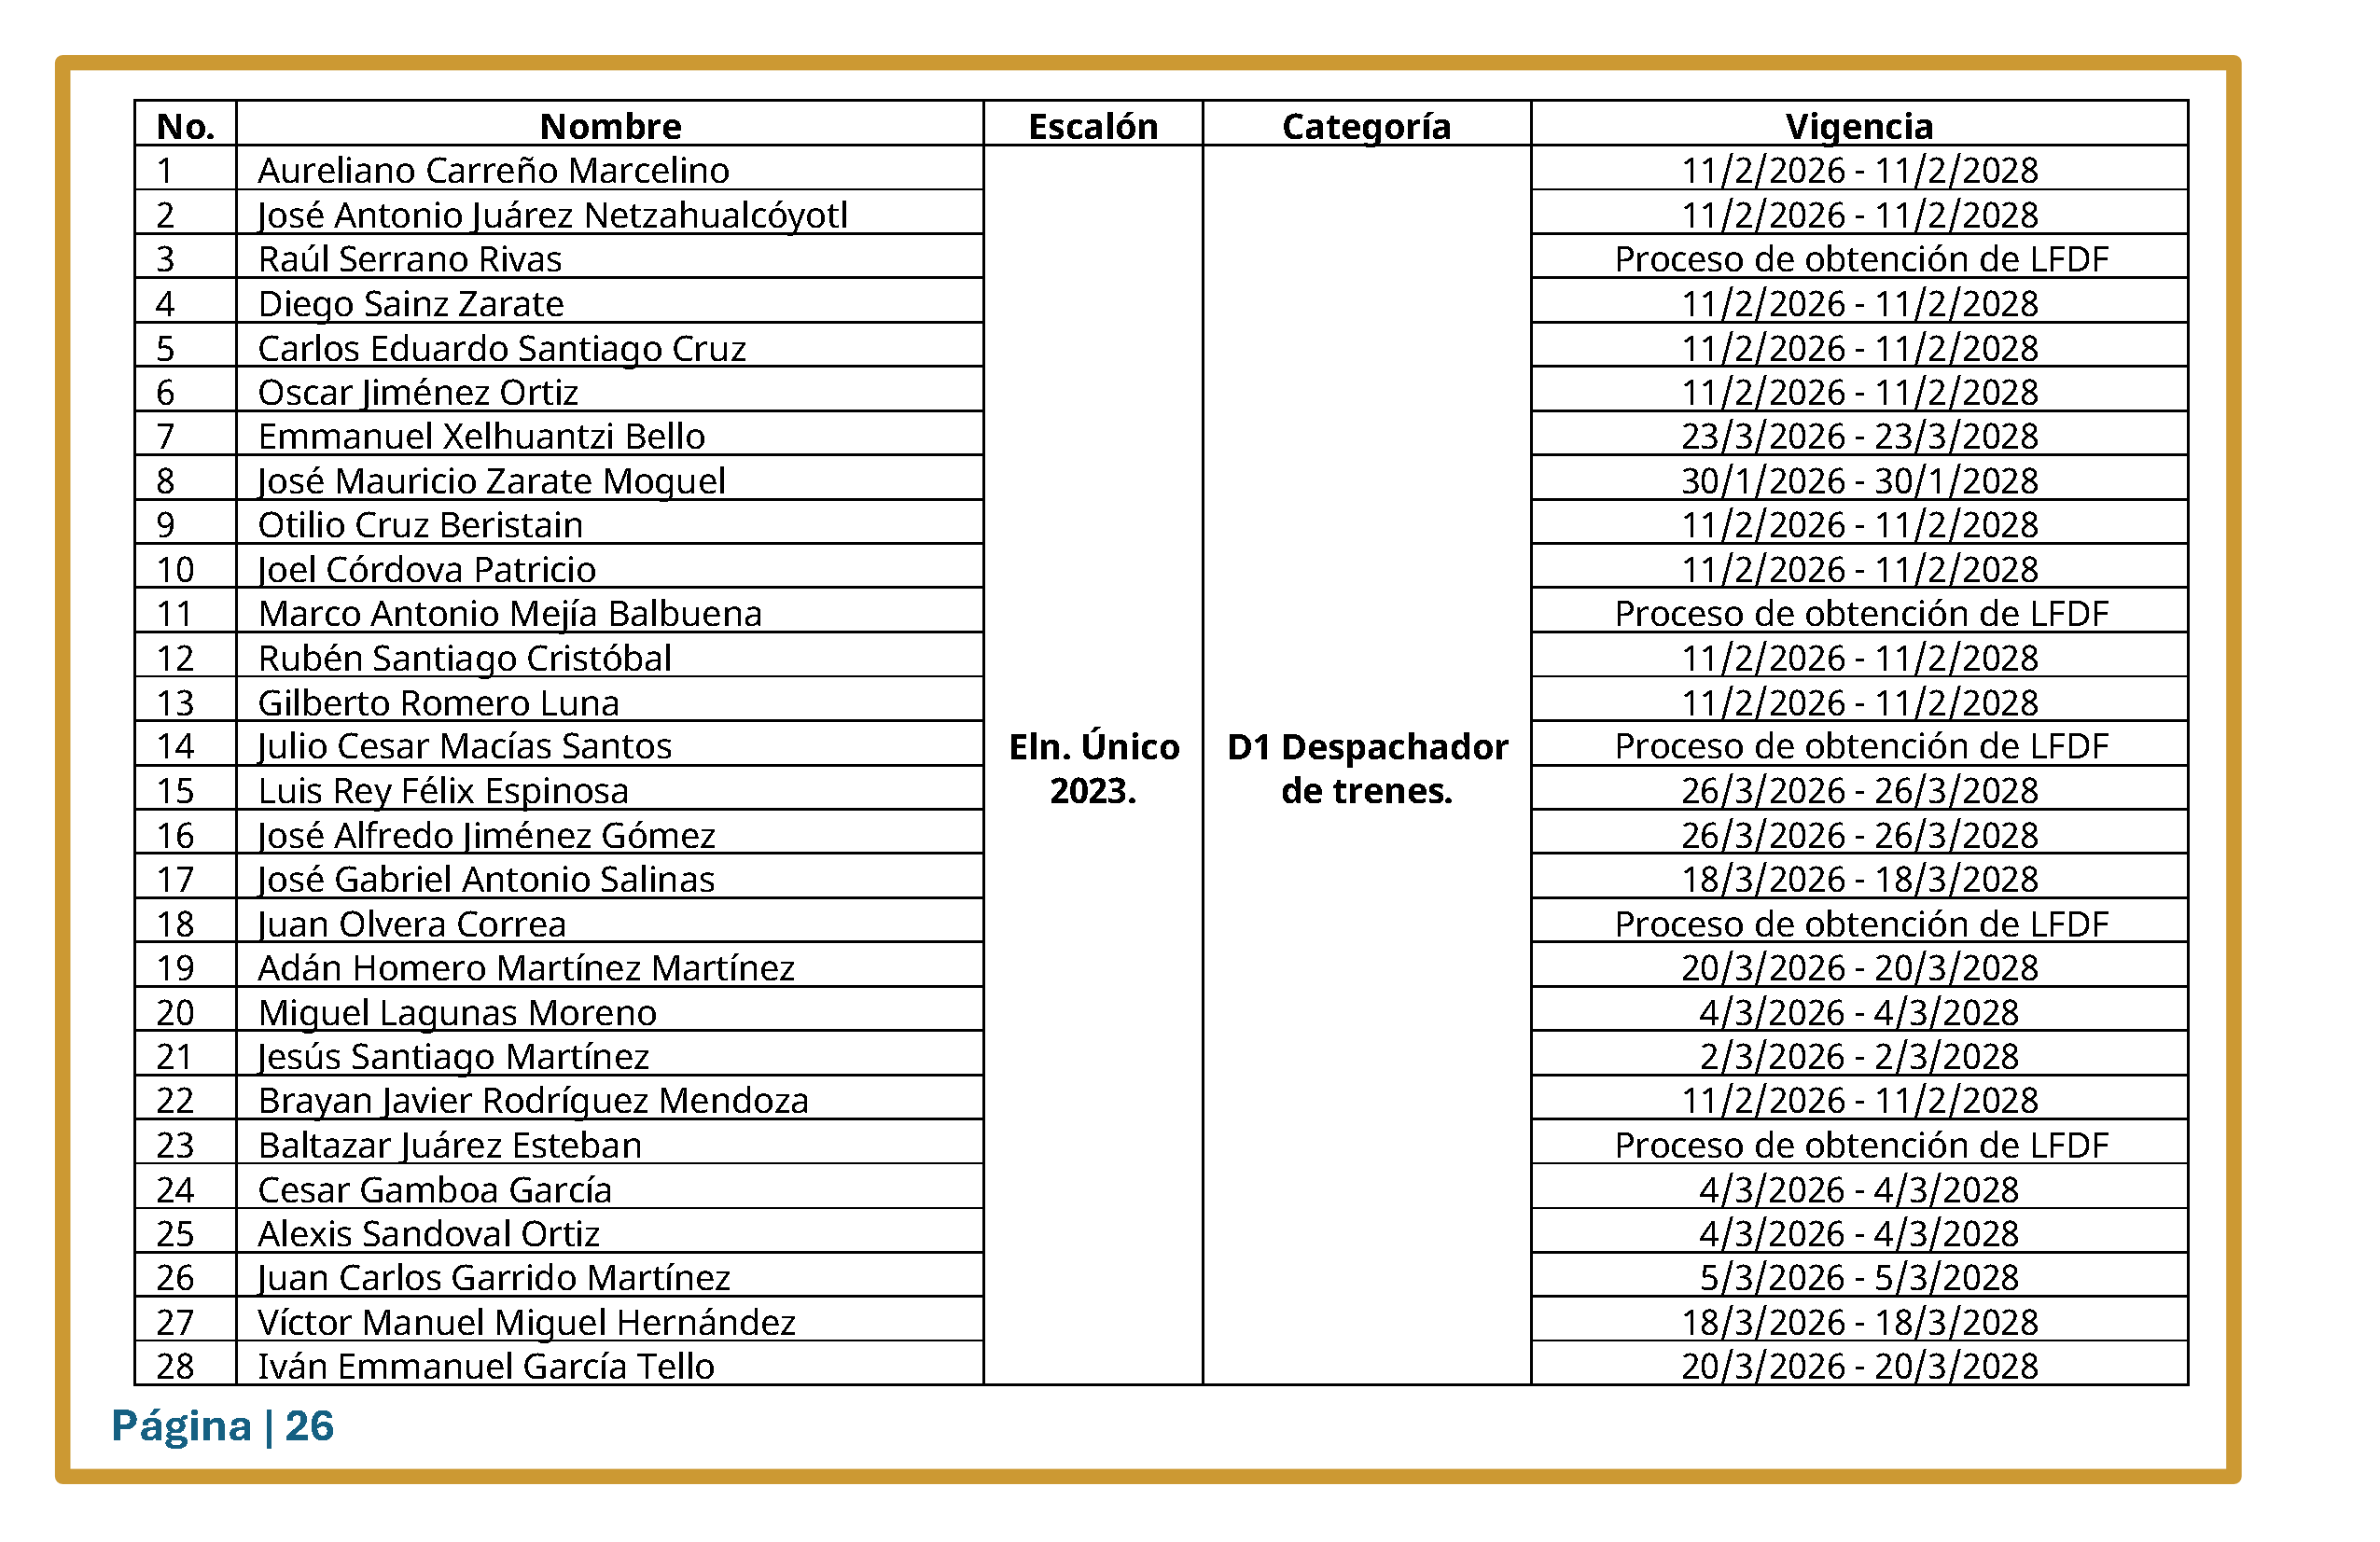 No. Nombre Escalón Categoría Vigencia
1 Aureliano Carreño Marcelino 11/2/2026 - 11/2/2028
2 José Antonio Juárez Netzahualcóyotl 11/2/2026 - 11/2/2028
3 Raúl Serrano Rivas Proceso de obtención de LFDF
4 Diego Sainz Zarate 11/2/2026 - 11/2/2028
5 Carlos Eduardo Santiago Cruz 11/2/2026 - 11/2/2028
6 Oscar Jiménez Ortiz 11/2/2026 - 11/2/2028
7 Emmanuel Xelhuantzi Bello 23/3/2026 - 23/3/2028
8 José Mauricio Zarate Moguel 30/1/2026 - 30/1/2028
9 Otilio Cruz Beristain 11/2/2026 - 11/2/2028
10 Joel Córdova Patricio 11/2/2026 - 11/2/2028
11 Marco Antonio Mejía Balbuena Proceso de obtención de LFDF
12 Rubén Santiago Cristóbal 11/2/2026 - 11/2/2028
13 Gilberto Romero Luna 11/2/2026 - 11/2/2028
14 Julio Cesar Macías Santos Eln. Único D1 Despachador Proceso de obtención de LFDF
15 Luis Rey Félix Espinosa 2023. de trenes. 26/3/2026 - 26/3/2028
16 José Alfredo Jiménez Gómez 26/3/2026 - 26/3/2028
17 José Gabriel Antonio Salinas 18/3/2026 - 18/3/2028
18 Juan Olvera Correa Proceso de obtención de LFDF
19 Adán Homero Martínez Martínez 20/3/2026 - 20/3/2028
20 Miguel Lagunas Moreno 4/3/2026 - 4/3/2028
21 Jesús Santiago Martínez 2/3/2026 - 2/3/2028
22 Brayan Javier Rodríguez Mendoza 11/2/2026 - 11/2/2028
23 Baltazar Juárez Esteban Proceso de obtención de LFDF
24 Cesar Gamboa García 4/3/2026 - 4/3/2028
25 Alexis Sandoval Ortiz 4/3/2026 - 4/3/2028
26 Juan Carlos Garrido Martínez 5/3/2026 - 5/3/2028
27 Víctor Manuel Miguel Hernández 18/3/2026 - 18/3/2028
28 Iván Emmanuel García Tello 20/3/2026 - 20/3/2028
Página | 26